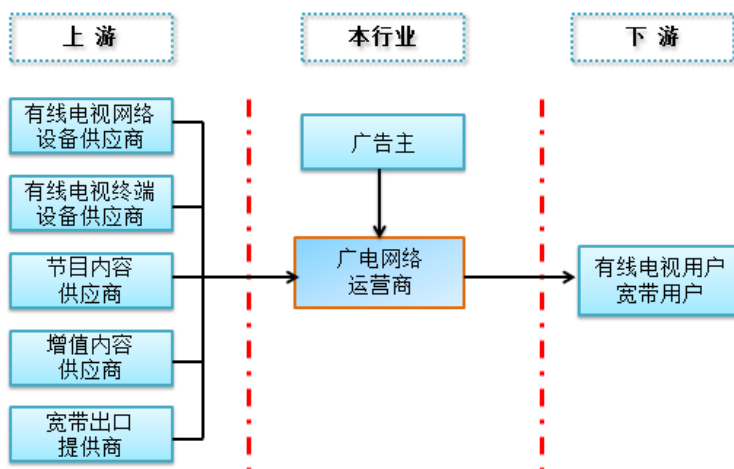 上 游
本行业
下 游
有线电视网络
设备供应商
有线电视终端
设备供应商
节目内容
供应商
增值内容
供应商
宽带出口
提供商
广告主
广电网络
运营商
有线电视用户
宽带用户